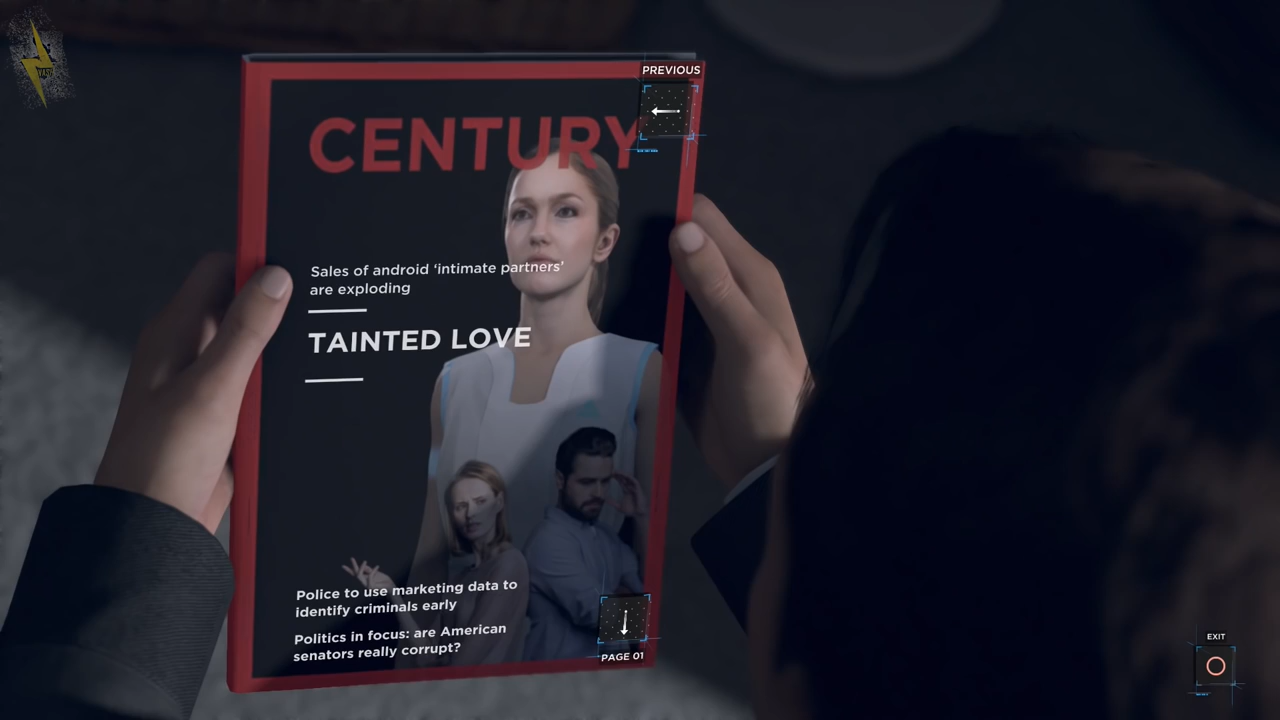 PREVIOUS
CENTURY
Sales of android ‘intimate partners’
are exploding
TAINTED LOVE
Police to use marketing data to
identify criminals early
Politics in focus: are American
senators really corrupt?
PAGE 01
EXIT